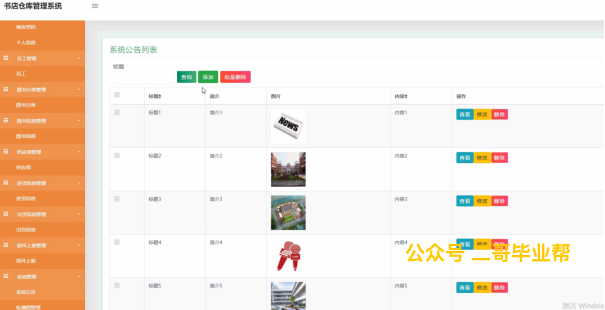 书店仓库管理系统
修改密码
个人信息
员工管理
员工
图书分类管理
图书分类
图书信息管理
图书信息
供应商管理
供应商
进货信息管理
进货信息
出货信息管理
出货信息
损坏上报管理
损坏上报
系统管理
系统公告
轮播图管理
系统公告列表
标题
查询 添加 批量删除
标题 简介 图片 内容 操作
标题1 简介1 NEWS 内容1 查看 修改 删除
标题2 简介2 内容2 查看 修改 删除
标题3 简介3 内容3 查看 修改 删除
标题4 简介4 内容4 查看 修改 删除
标题5 简介5 内容5 查看 修改 删除
公众号 二哥毕业帮
激活 Window